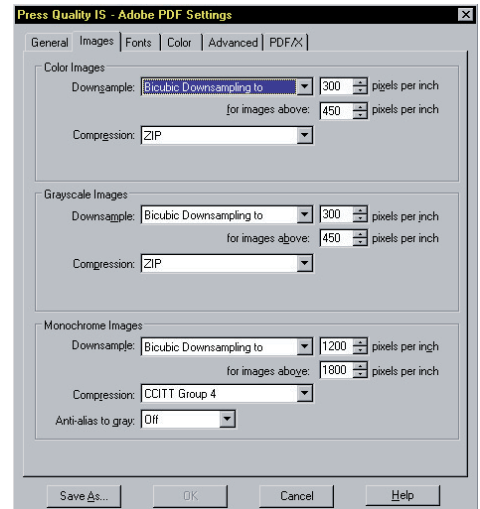 Press Quality IS - Adobe PDF Settings
General Images Fonts Color Advanced PDF/X
Color Images
Downsample: Bicubic Downsampling to 300 pixels per inch
for images above: 450 pixels per inch
Compression: ZIP
Grayscale Images
Downsample: Bicubic Downsampling to 300 pixels per inch
for images above: 450 pixels per inch
Compression: ZIP
Monochrome Images
Downsample: Bicubic Downsampling to 1200 pixels per inch
for images above: 1800 pixels per inch
Compression: CCITT Group 4
Anti-alias to gray: Off
Save As... OK Cancel Help